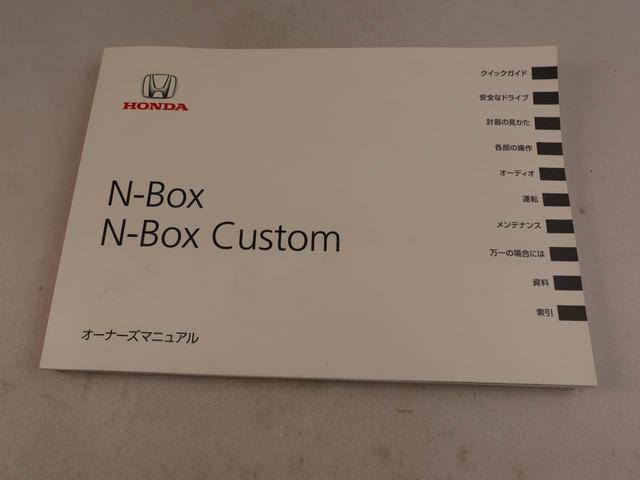 HONDA
N-Box
N-Box Custom
オーナーズマニュアル
クイックガイド
安全なドライブ
計器の見かた
各部の操作
オーディオ
運転
メンテナンス
万一の場合には
資料
索引